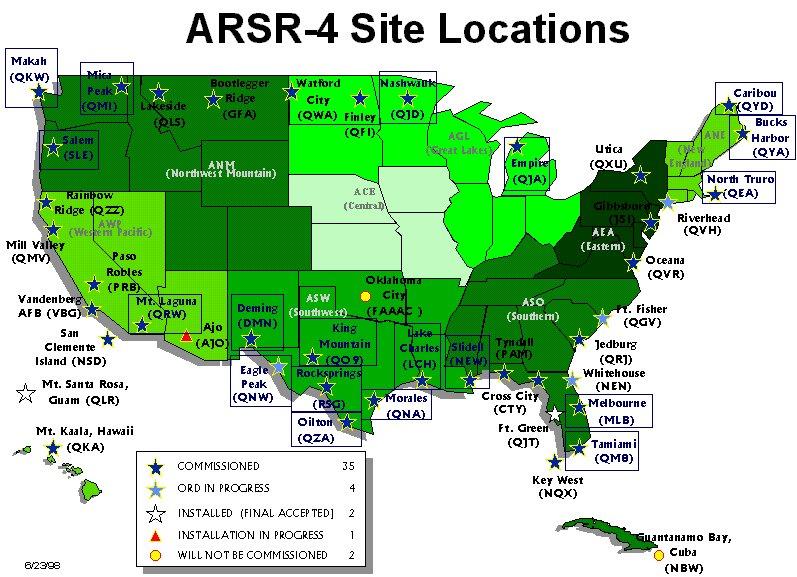 ARSR-4 Site Locations
Makah
(QKW)
Mica
Peak
(QMI)
Lakeside
(QLS)
Bootlegger
Ridge
(GFA)
Watford
City
(QWA)
Finley
(QFI)
Nashwauk
(QJD)
Caribou
(QYD)
Bucks
Harbor
(QYA)
Salem
(SLE)
ANM
(Northwest Mountain)
AGL
(Great Lakes)
Empire
(QJA)
Utica
(QXU)
ANE
(New
England)
North Truro
(QEA)
Rainbow
Ridge (QZZ)
AWP
(Western Pacific)
ACE
(Central)
Gibbsboro
(JSI)
Riverhead
(QVH)
Mill Valley
(QMV)
Paso
Robles
(PRB)
AEA
(Eastern)
Oceana
(QVR)
Vandenberg
AFB (VBG)
Mt. Laguna
(QRW)
Ajo
(AJO)
Deming
(DMN)
ASW
(Southwest)
Oklahoma
City
(FAAAC )
ASO
(Southern)
Ft. Fisher
(QGV)
San
Clemente
Island (NSD)
King
Mountain
(QO9)
Lake
Charles
(LCH)
Slidell
(NEW)
Tyndall
(PAM)
Jedburg
(QRJ)
Eagle
Peak
(QNW)
Rocksprings
(RSG)
Whitehouse
(NEN)
Mt. Santa Rosa,
Guam (QLR)
Oilton
(QZA)
Morales
(QNA)
Cross City
(CTY)
Melbourne
(MLB)
Ft. Green
(QJT)
Tamiami
(QM8)
Mt. Kaala, Hawaii
(QKA)
Key West
(NQX)
COMMISSIONED 35
ORD IN PROGRESS 4
INSTALLED (FINAL ACCEPTED] 2
INSTALLATION IN PROGRESS 1
WILL NOT BE COMMISSIONED 2
Guantanamo Bay,
Cuba
(NBW)
6/23/98